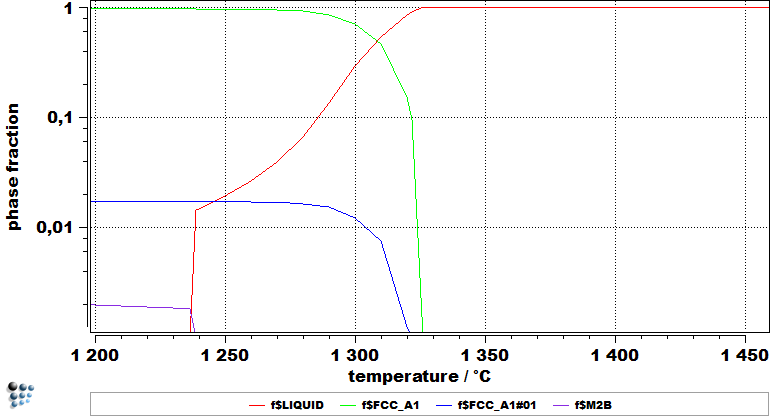 1
0,1
0,01
phase fraction
1 200 1 250 1 300 1 350 1 400 1 450
temperature / °C
f$LIQUID f$FCC_A1 f$FCC_A1#01 f$M2B